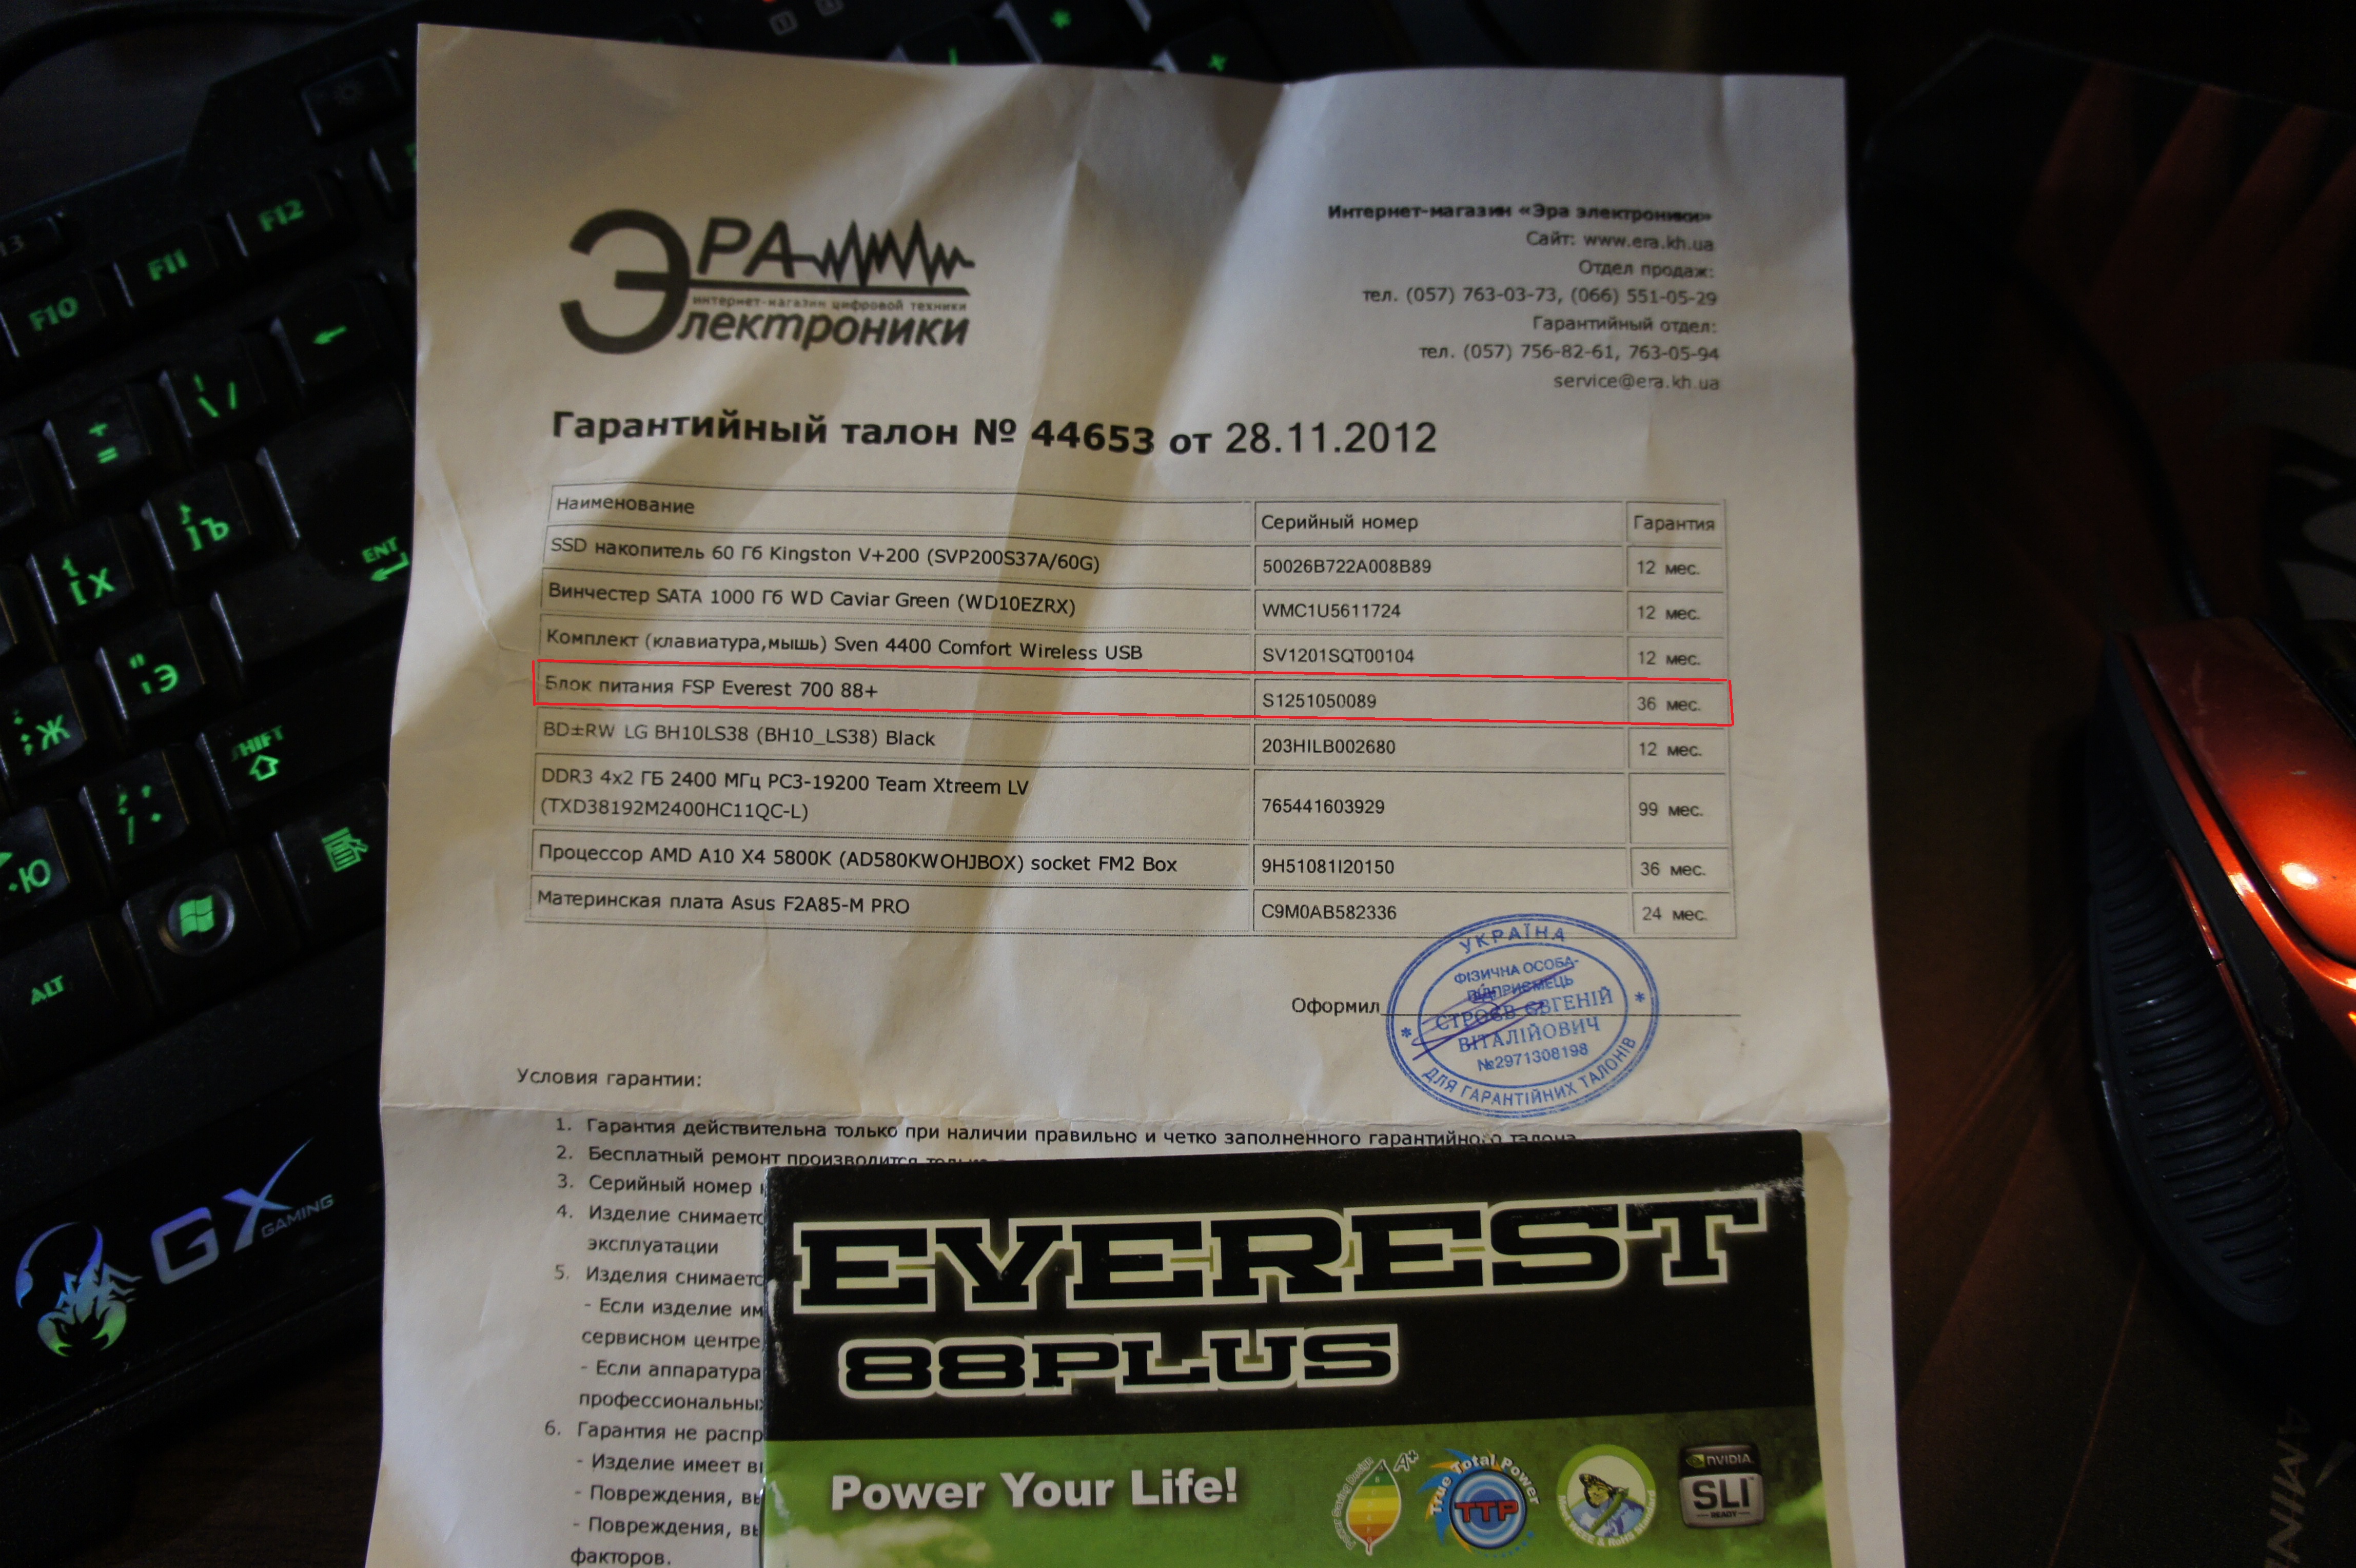 Эра
интернет-магазин цифровой техники
Электроники
Интернет-магазин «Эра электроники»
Сайт: www.era.kh.ua
Отдел продаж:
тел. (057) 763-03-73, (066) 551-05-29
Гарантийный отдел:
тел. (057) 756-82-61, 763-05-94
service@era.kh.ua
Гарантийный талон № 44653 от 28.11.2012
Наименование Серийный номер Гарантия
SSD накопитель 60 Гб Kingston V+200 (SVP200S37A/60G) 50026B722A008B89 12 мес.
Винчестер SATA 1000 Гб WD Caviar Green (WD10EZRX) WMC1U5611724 12 мес.
Комплект (клавиатура,мышь) Sven 4400 Comfort Wireless USB SV1201SQT00104 12 мес.
Блок питания FSP Everest 700 88+ S1251050089 36 мес.
BD±RW LG BH10LS38 (BH10_LS38) Black 203HILB002680 12 мес.
DDR3 4x2 ГБ 2400 МГц PC3-19200 Team Xtreem LV
(TXD38192M2400HC11QC-L) 765441603929 99 мес.
Процессор AMD A10 X4 5800K (AD580KWOHJBOX) socket FM2 Box 9H51081I20150 36 мес.
Материнская плата Asus F2A85-M PRO C9M0AB582336 24 мес.
Оформил
УКРАЇНА
ФІЗИЧНА ОСОБА-
ПІДПРИЄМЕЦЬ
СТРОЄВ ЄВГЕНІЙ
ВІТАЛІЙОВИЧ
№2971308198
ДЛЯ ГАРАНТІЙНИХ ТАЛОНІВ
Условия гарантии:
1. Гарантия действительна только при наличии правильно и четко заполненного гарантийного талона
2. Бесплатный ремонт производится только
3. Серийный номер
4. Изделие снимается
эксплуатации
5. Изделия снимаетс
- Если изделие им
сервисном центре
- Если аппаратура
профессиональных
6. Гарантия не распр
- Изделие имеет
- Повреждения, вы
- Повреждения, вы
факторов.
EVEREST
88PLUS
Power Your Life!
A+
True Total Power
TTP
NVIDIA
SLI
READY
F10
F11
F12
ENT
SHIFT
ALT
GX
GAMING